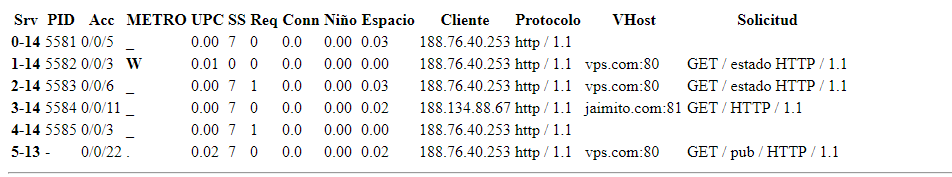 Srv PID Acc METRO UPC SS Req Conn Niño Espacio Cliente Protocolo VHost Solicitud
0-14 5581 0/0/5 _ 0.00 7 0 0.0 0.00 0.03 188.76.40.253 http / 1.1
1-14 5582 0/0/3 W 0.01 0 0 0.0 0.00 0.00 188.76.40.253 http / 1.1 vps.com:80 GET / estado HTTP / 1.1
2-14 5583 0/0/6 _ 0.00 7 1 0.0 0.00 0.03 188.76.40.253 http / 1.1 vps.com:80 GET / estado HTTP / 1.1
3-14 5584 0/0/11 _ 0.00 7 0 0.0 0.00 0.02 188.134.88.67 http / 1.1 jaimito.com:81 GET / HTTP / 1.1
4-14 5585 0/0/3 _ 0.00 7 1 0.0 0.00 0.00 188.76.40.253 http / 1.1
5-13 - 0/0/22 . 0.02 7 0 0.0 0.00 0.02 188.76.40.253 http / 1.1 vps.com:80 GET / pub / HTTP / 1.1